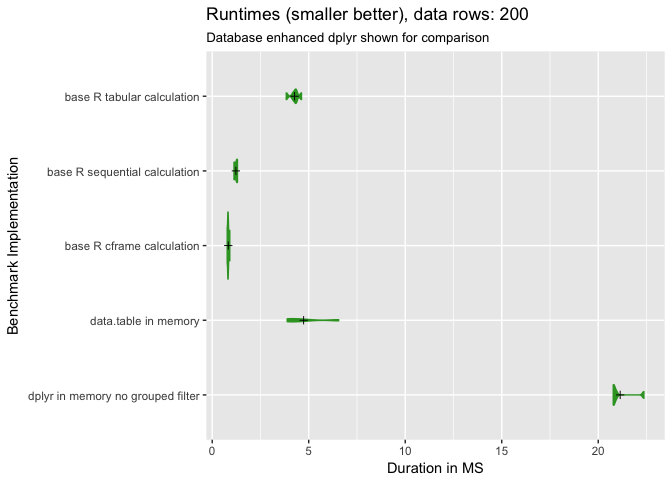 Runtimes (smaller better), data rows: 200
Database enhanced dplyr shown for comparison
Benchmark Implementation
base R tabular calculation
base R sequential calculation
base R cframe calculation
data.table in memory
dplyr in memory no grouped filter
0 5 10 15 20
Duration in MS